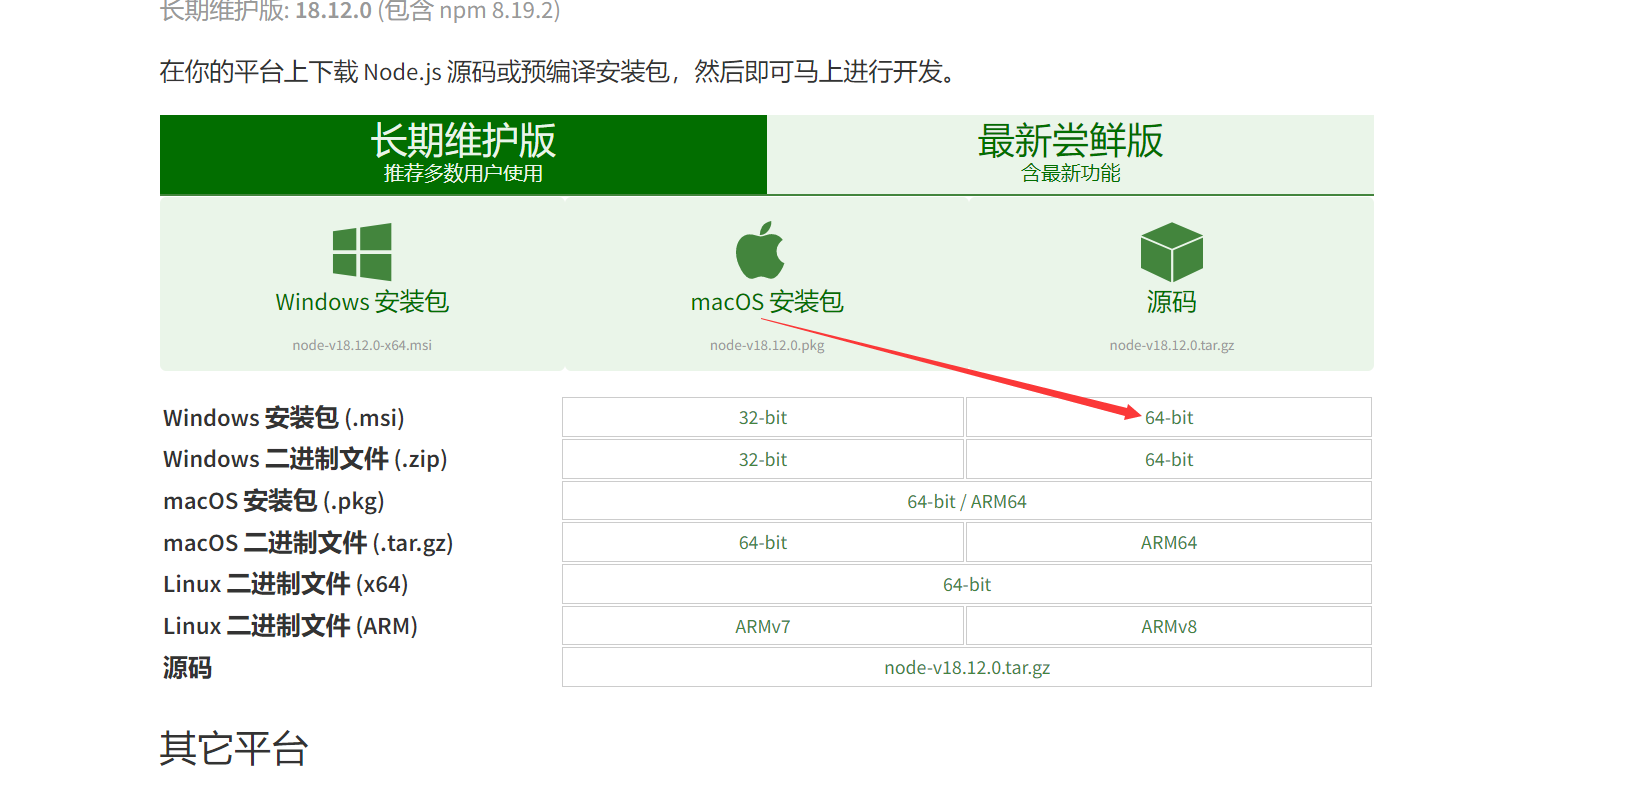 长期维护版: 18.12.0 (包含 npm 8.19.2)
在你的平台上下载 Node.js 源码或预编译安装包，然后即可马上进行开发。
长期维护版
推荐多数用户使用
最新尝鲜版
含最新功能
Windows 安装包
node-v18.12.0-x64.msi
macOS 安装包
node-v18.12.0.pkg
源码
node-v18.12.0.tar.gz
Windows 安装包 (.msi) 32-bit 64-bit
Windows 二进制文件 (.zip) 32-bit 64-bit
macOS 安装包 (.pkg) 64-bit / ARM64
macOS 二进制文件 (.tar.gz) 64-bit ARM64
Linux 二进制文件 (x64) 64-bit
Linux 二进制文件 (ARM) ARMv7 ARMv8
源码 node-v18.12.0.tar.gz
其它平台